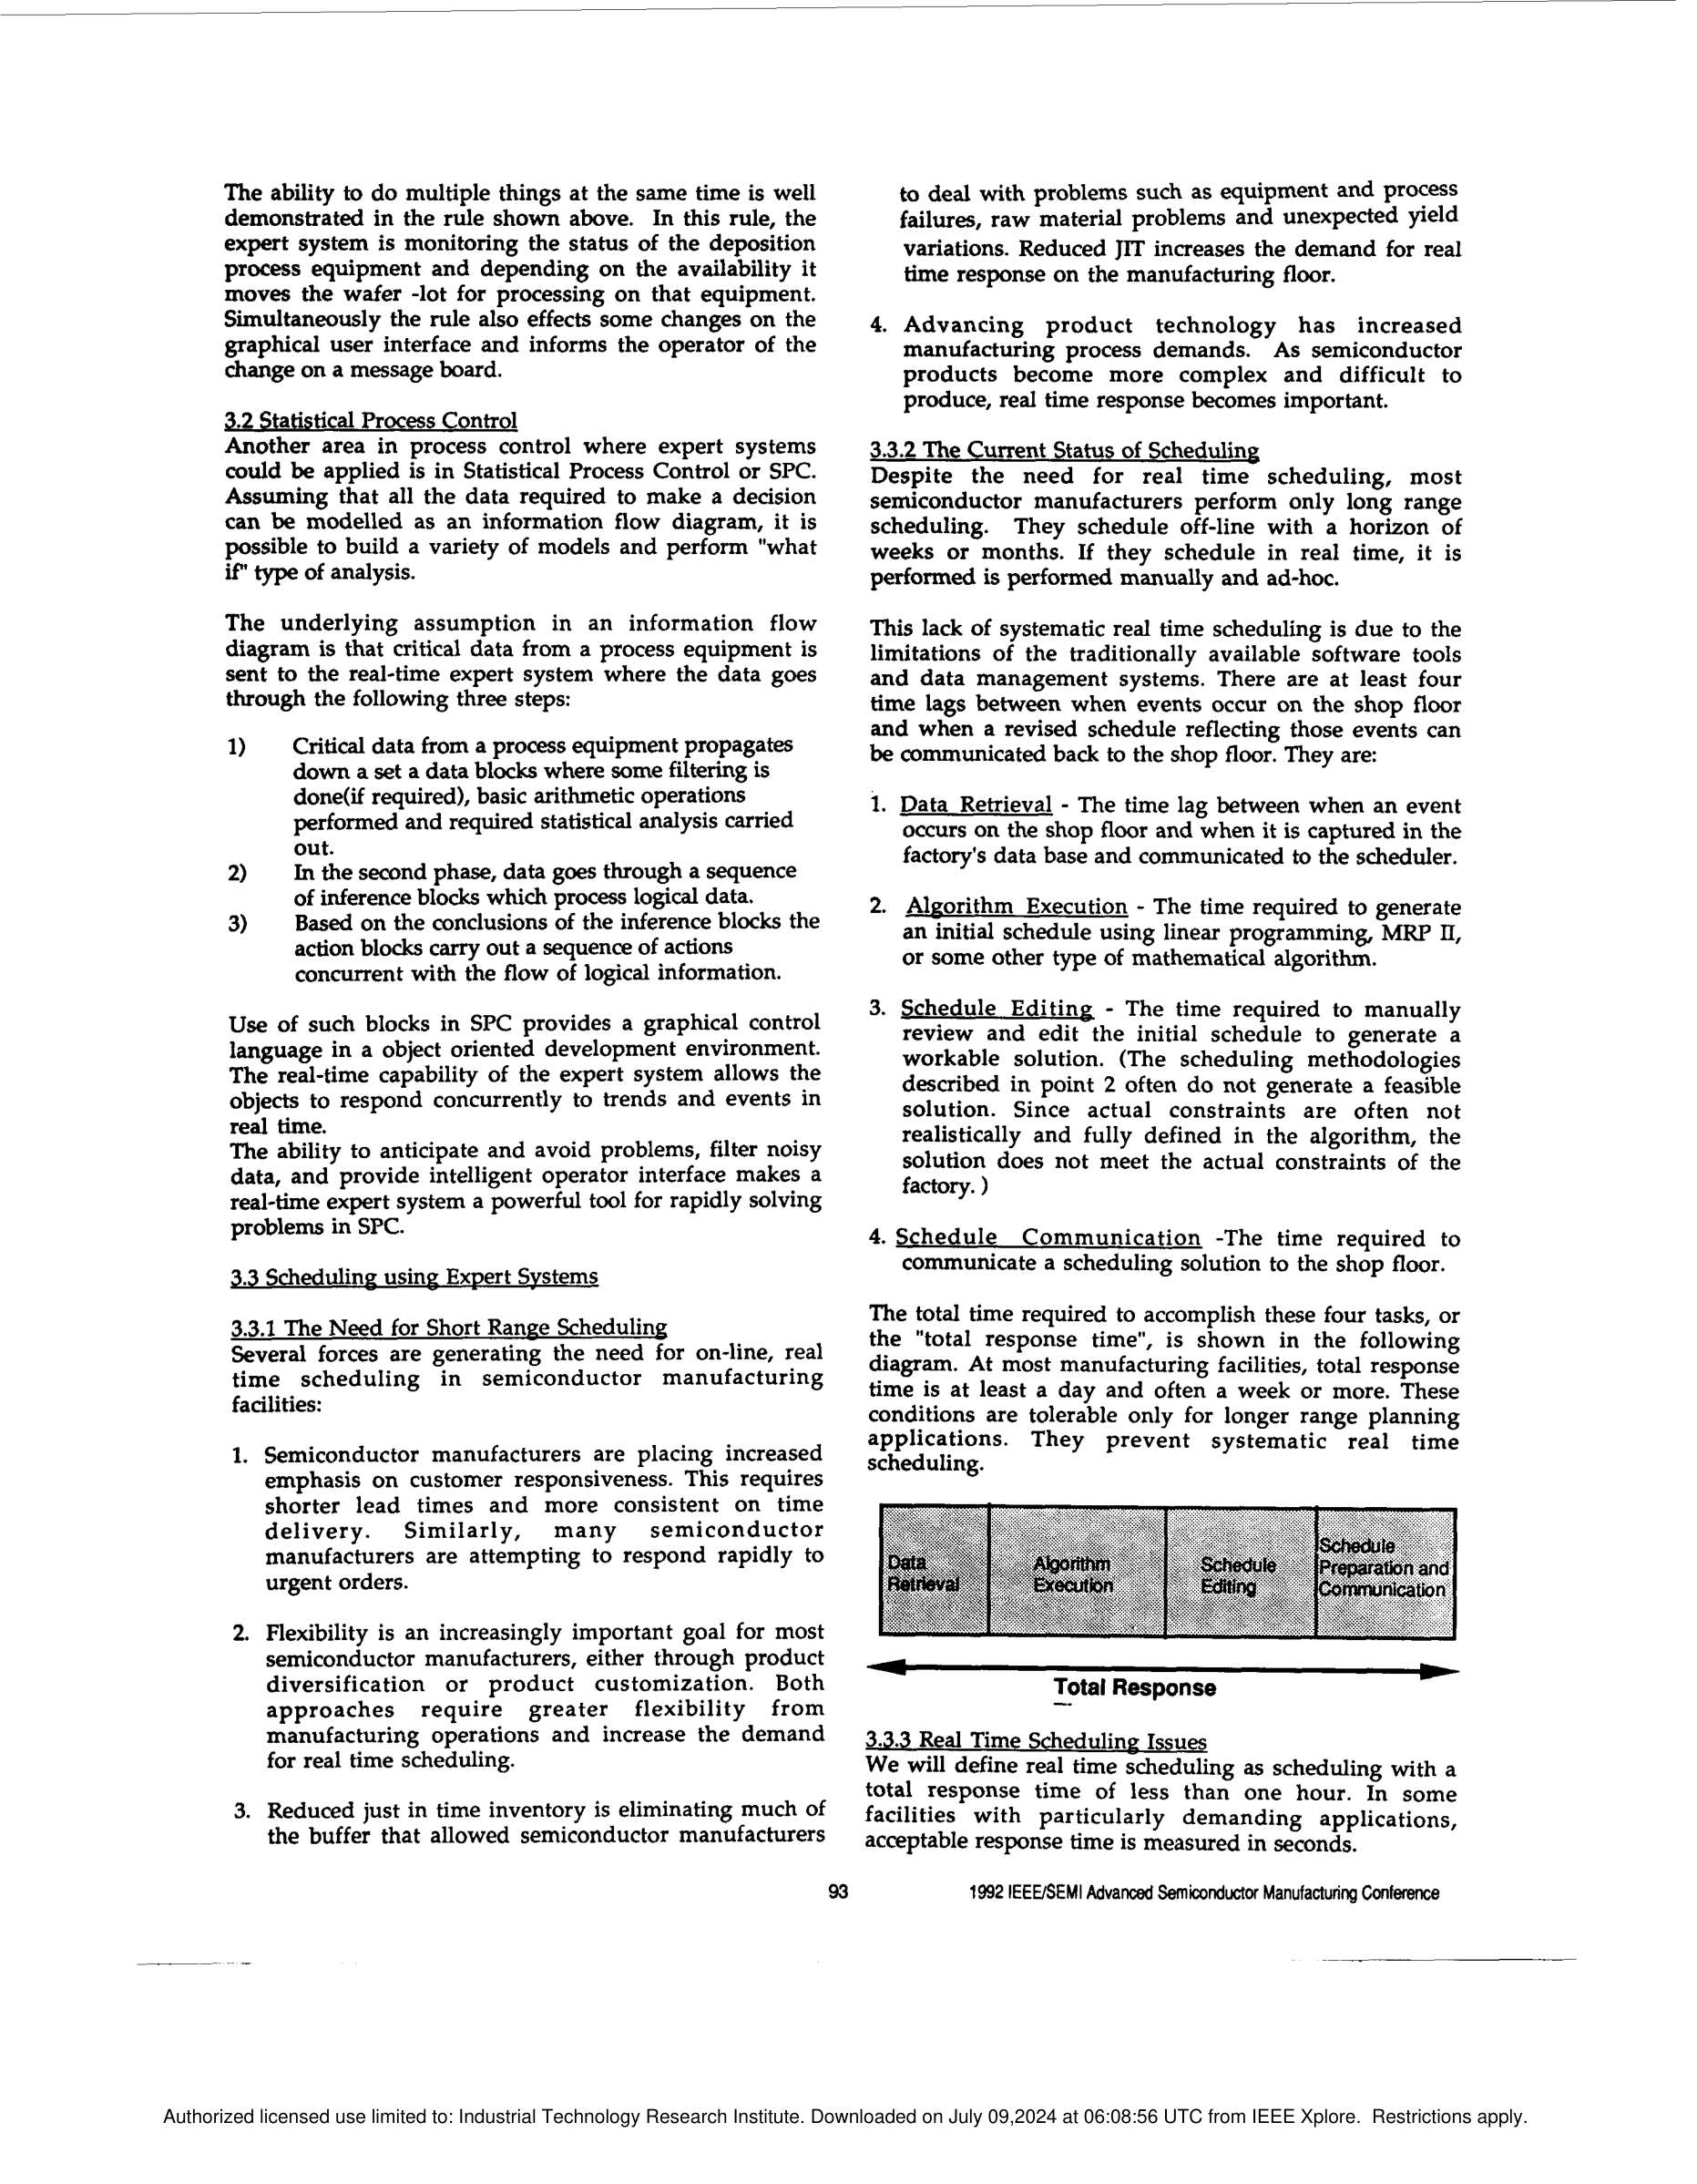 The ability to do multiple things at the same time is well
demonstrated in the rule shown above. In this rule, the
expert system is monitoring the status of the deposition
process equipment and depending on the availability it
moves the wafer -lot for processing on that equipment.
Simultaneously the rule also effects some changes on the
graphical user interface and informs the operator of the
change on a message board.
3.2 Statistical Process Control
Another area in process control where expert systems
could be applied is in Statistical Process Control or SPC.
Assuming that all the data required to make a decision
can be modelled as an information flow diagram, it is
possible to build a variety of models and perform "what
if" type of analysis.
The underlying assumption in an information flow
diagram is that critical data from a process equipment is
sent to the real-time expert system where the data goes
through the following three steps:
1) Critical data from a process equipment propagates
down a set a data blocks where some filtering is
done(if required), basic arithmetic operations
performed and required statistical analysis carried
out.
2) In the second phase, data goes through a sequence
of inference blocks which process logical data.
3) Based on the conclusions of the inference blocks the
action blocks carry out a sequence of actions
concurrent with the flow of logical information.
Use of such blocks in SPC provides a graphical control
language in a object oriented development environment.
The real-time capability of the expert system allows the
objects to respond concurrently to trends and events in
real time.
The ability to anticipate and avoid problems, filter noisy
data, and provide intelligent operator interface makes a
real-time expert system a powerful tool for rapidly solving
problems in SPC.
3.3 Scheduling using Expert Systems
3.3.1 The Need for Short Range Scheduling
Several forces are generating the need for on-line, real
time scheduling in semiconductor manufacturing
facilities:
1. Semiconductor manufacturers are placing increased
emphasis on customer responsiveness. This requires
shorter lead times and more consistent on time
delivery. Similarly, many semiconductor
manufacturers are attempting to respond rapidly to
urgent orders.
2. Flexibility is an increasingly important goal for most
semiconductor manufacturers, either through product
diversification or product customization. Both
approaches require greater flexibility from
manufacturing operations and increase the demand
for real time scheduling.
3. Reduced just in time inventory is eliminating much of
the buffer that allowed semiconductor manufacturers
to deal with problems such as equipment and process
failures, raw material problems and unexpected yield
variations. Reduced JIT increases the demand for real
time response on the manufacturing floor.
4. Advancing product technology has increased
manufacturing process demands. As semiconductor
products become more complex and difficult to
produce, real time response becomes important.
3.3.2 The Current Status of Scheduling
Despite the need for real time scheduling, most
semiconductor manufacturers perform only long range
scheduling. They schedule off-line with a horizon of
weeks or months. If they schedule in real time, it is
performed is performed manually and ad-hoc.
This lack of systematic real time scheduling is due to the
limitations of the traditionally available software tools
and data management systems. There are at least four
time lags between when events occur on the shop floor
and when a revised schedule reflecting those events can
be communicated back to the shop floor. They are:
1. Data Retrieval - The time lag between when an event
occurs on the shop floor and when it is captured in the
factory's data base and communicated to the scheduler.
2. Algorithm Execution - The time required to generate
an initial schedule using linear programming, MRP II,
or some other type of mathematical algorithm.
3. Schedule Editing - The time required to manually
review and edit the initial schedule to generate a
workable solution. (The scheduling methodologies
described in point 2 often do not generate a feasible
solution. Since actual constraints are often not
realistically and fully defined in the algorithm, the
solution does not meet the actual constraints of the
factory. )
4. Schedule Communication -The time required to
communicate a scheduling solution to the shop floor.
The total time required to accomplish these four tasks, or
the "total response time", is shown in the following
diagram. At most manufacturing facilities, total response
time is at least a day and often a week or more. These
conditions are tolerable only for longer range planning
applications. They prevent systematic real time
scheduling.
Data
Retrieval
Algorithm
Execution
Schedule
Editing
Schedule
Preparation and
Communication
Total Response
3.3.3 Real Time Scheduling Issues
We will define real time scheduling as scheduling with a
total response time of less than one hour. In some
facilities with particularly demanding applications,
acceptable response time is measured in seconds.
93
1992 IEEE/SEMI Advanced Semiconductor Manufacturing Conference
Authorized licensed use limited to: Industrial Technology Research Institute. Downloaded on July 09,2024 at 06:08:56 UTC from IEEE Xplore. Restrictions apply.